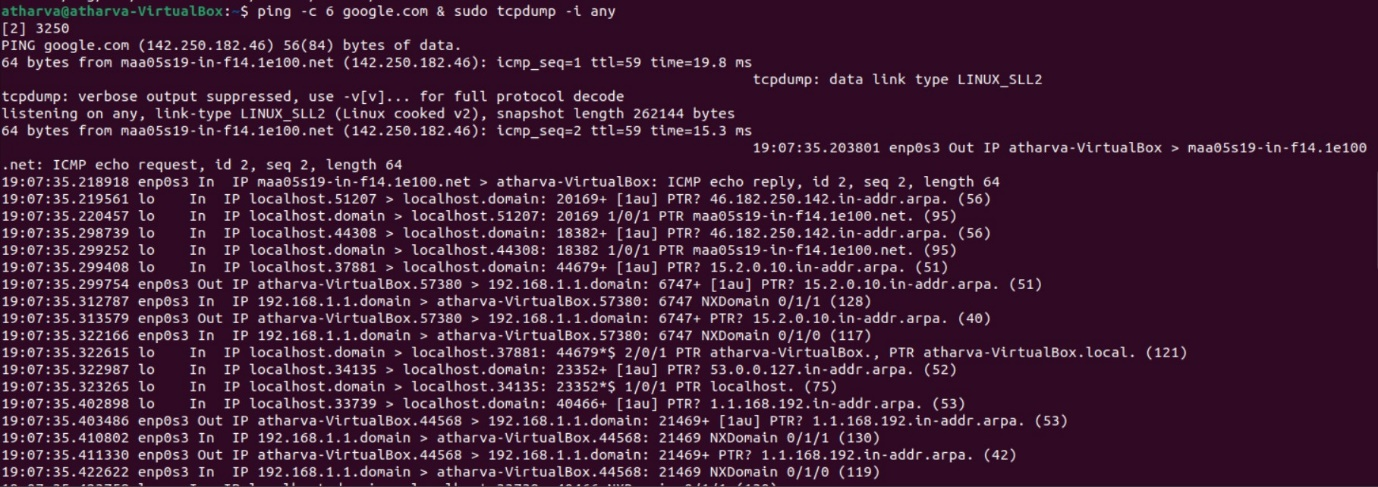 atharva@atharva-VirtualBox:~$ ping -c 6 google.com & sudo tcpdump -i any
[2] 3250
PING google.com (142.250.182.46) 56(84) bytes of data.
64 bytes from maa05s19-in-f14.1e100.net (142.250.182.46): icmp_seq=1 ttl=59 time=19.8 ms
tcpdump: data link type LINUX_SLL2
tcpdump: verbose output suppressed, use -v[v]... for full protocol decode
listening on any, link-type LINUX_SLL2 (Linux cooked v2), snapshot length 262144 bytes
64 bytes from maa05s19-in-f14.1e100.net (142.250.182.46): icmp_seq=2 ttl=59 time=15.3 ms
19:07:35.203801 enp0s3 Out IP atharva-VirtualBox > maa05s19-in-f14.1e100
.net: ICMP echo request, id 2, seq 2, length 64
19:07:35.218918 enp0s3 In  IP maa05s19-in-f14.1e100.net > atharva-VirtualBox: ICMP echo reply, id 2, seq 2, length 64
19:07:35.219561 lo    In  IP localhost.51207 > localhost.domain: 20169+ [1au] PTR? 46.182.250.142.in-addr.arpa. (56)
19:07:35.220457 lo    In  IP localhost.domain > localhost.51207: 20169 1/0/1 PTR maa05s19-in-f14.1e100.net. (95)
19:07:35.298739 lo    In  IP localhost.44308 > localhost.domain: 18382+ [1au] PTR? 46.182.250.142.in-addr.arpa. (56)
19:07:35.299252 lo    In  IP localhost.domain > localhost.44308: 18382 1/0/1 PTR maa05s19-in-f14.1e100.net. (95)
19:07:35.299408 lo    In  IP localhost.37881 > localhost.domain: 44679+ [1au] PTR? 15.2.0.10.in-addr.arpa. (51)
19:07:35.299754 enp0s3 Out IP atharva-VirtualBox.57380 > 192.168.1.1.domain: 6747+ [1au] PTR? 15.2.0.10.in-addr.arpa. (51)
19:07:35.312787 enp0s3 In  IP 192.168.1.1.domain > atharva-VirtualBox.57380: 6747 NXDomain 0/1/1 (128)
19:07:35.313579 enp0s3 Out IP atharva-VirtualBox.57380 > 192.168.1.1.domain: 6747+ PTR? 15.2.0.10.in-addr.arpa. (40)
19:07:35.322166 enp0s3 In  IP 192.168.1.1.domain > atharva-VirtualBox.57380: 6747 NXDomain 0/1/0 (117)
19:07:35.322615 lo    In  IP localhost.domain > localhost.37881: 44679*$ 2/0/1 PTR atharva-VirtualBox., PTR atharva-VirtualBox.local. (121)
19:07:35.322987 lo    In  IP localhost.34135 > localhost.domain: 23352+ [1au] PTR? 53.0.0.127.in-addr.arpa. (52)
19:07:35.323265 lo    In  IP localhost.domain > localhost.34135: 23352*$ 1/0/1 PTR localhost. (75)
19:07:35.402898 lo    In  IP localhost.33739 > localhost.domain: 40466+ [1au] PTR? 1.1.168.192.in-addr.arpa. (53)
19:07:35.403486 enp0s3 Out IP atharva-VirtualBox.44568 > 192.168.1.1.domain: 21469+ [1au] PTR? 1.1.168.192.in-addr.arpa. (53)
19:07:35.410802 enp0s3 In  IP 192.168.1.1.domain > atharva-VirtualBox.44568: 21469 NXDomain 0/1/1 (130)
19:07:35.411330 enp0s3 Out IP atharva-VirtualBox.44568 > 192.168.1.1.domain: 21469+ PTR? 1.1.168.192.in-addr.arpa. (42)
19:07:35.422622 enp0s3 In  IP 192.168.1.1.domain > atharva-VirtualBox.44568: 21469 NXDomain 0/1/0 (119)